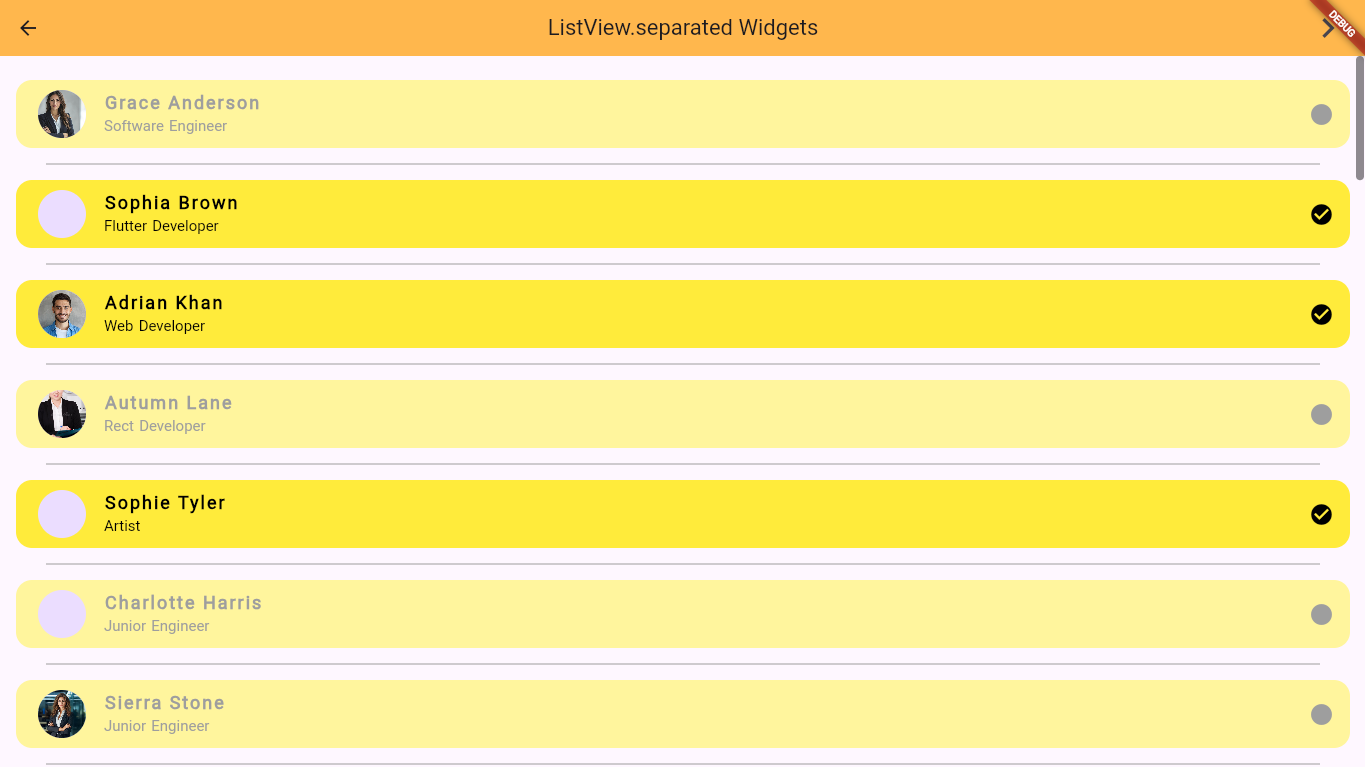 ListView.separated Widgets
DEBUG
Grace Anderson
Software Engineer
Sophia Brown
Flutter Developer
Adrian Khan
Web Developer
Autumn Lane
Rect Developer
Sophie Tyler
Artist
Charlotte Harris
Junior Engineer
Sierra Stone
Junior Engineer